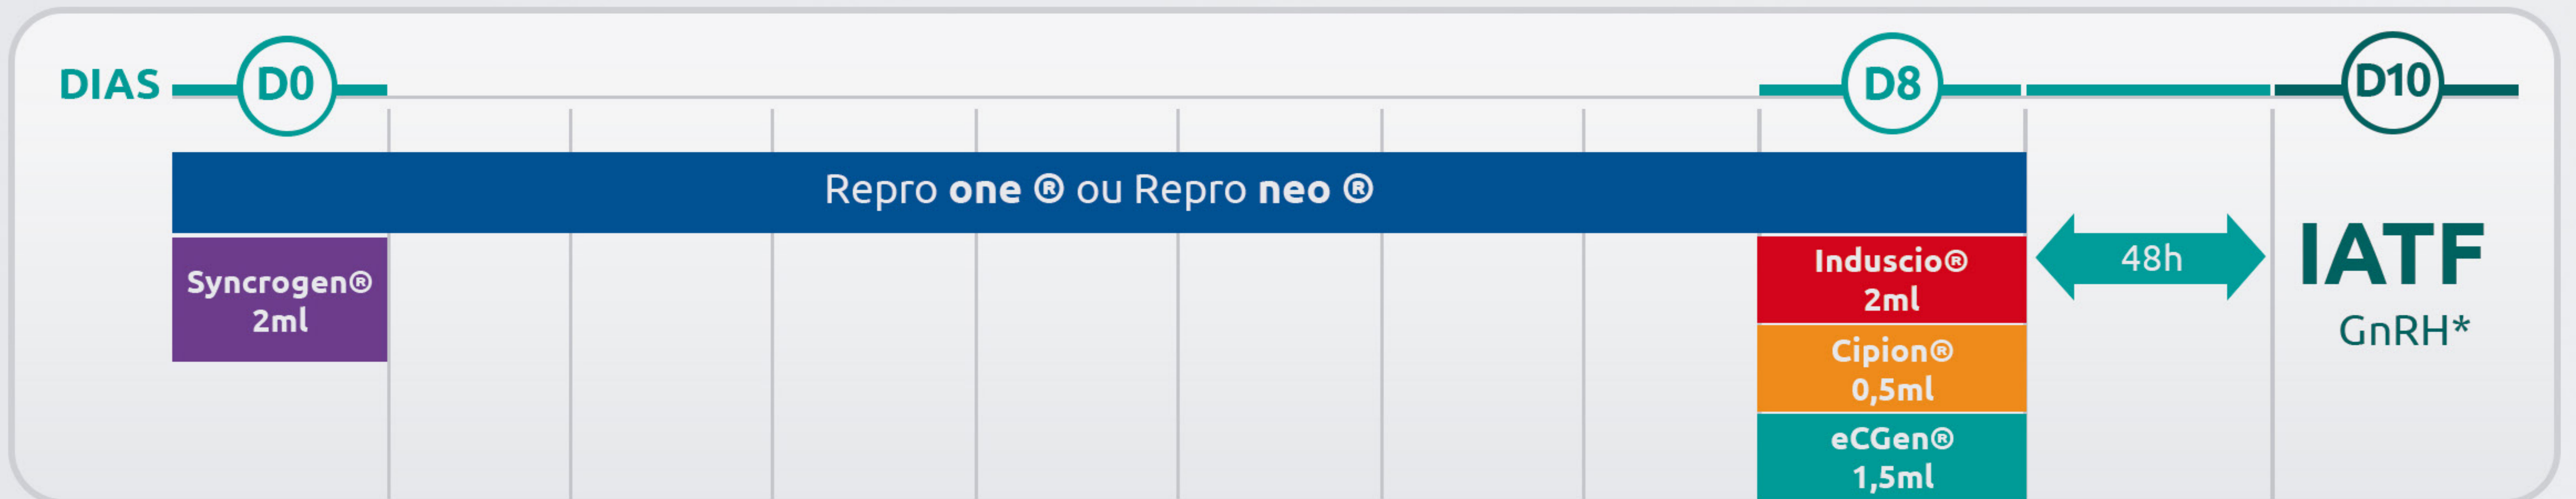 DIAS D0 D8 D10
Repro one ® ou Repro neo ®
Syncrogen®
2ml
Induscio®
2ml
Cipion®
0,5ml
eCGen®
1,5ml
48h
IATF
GnRH*